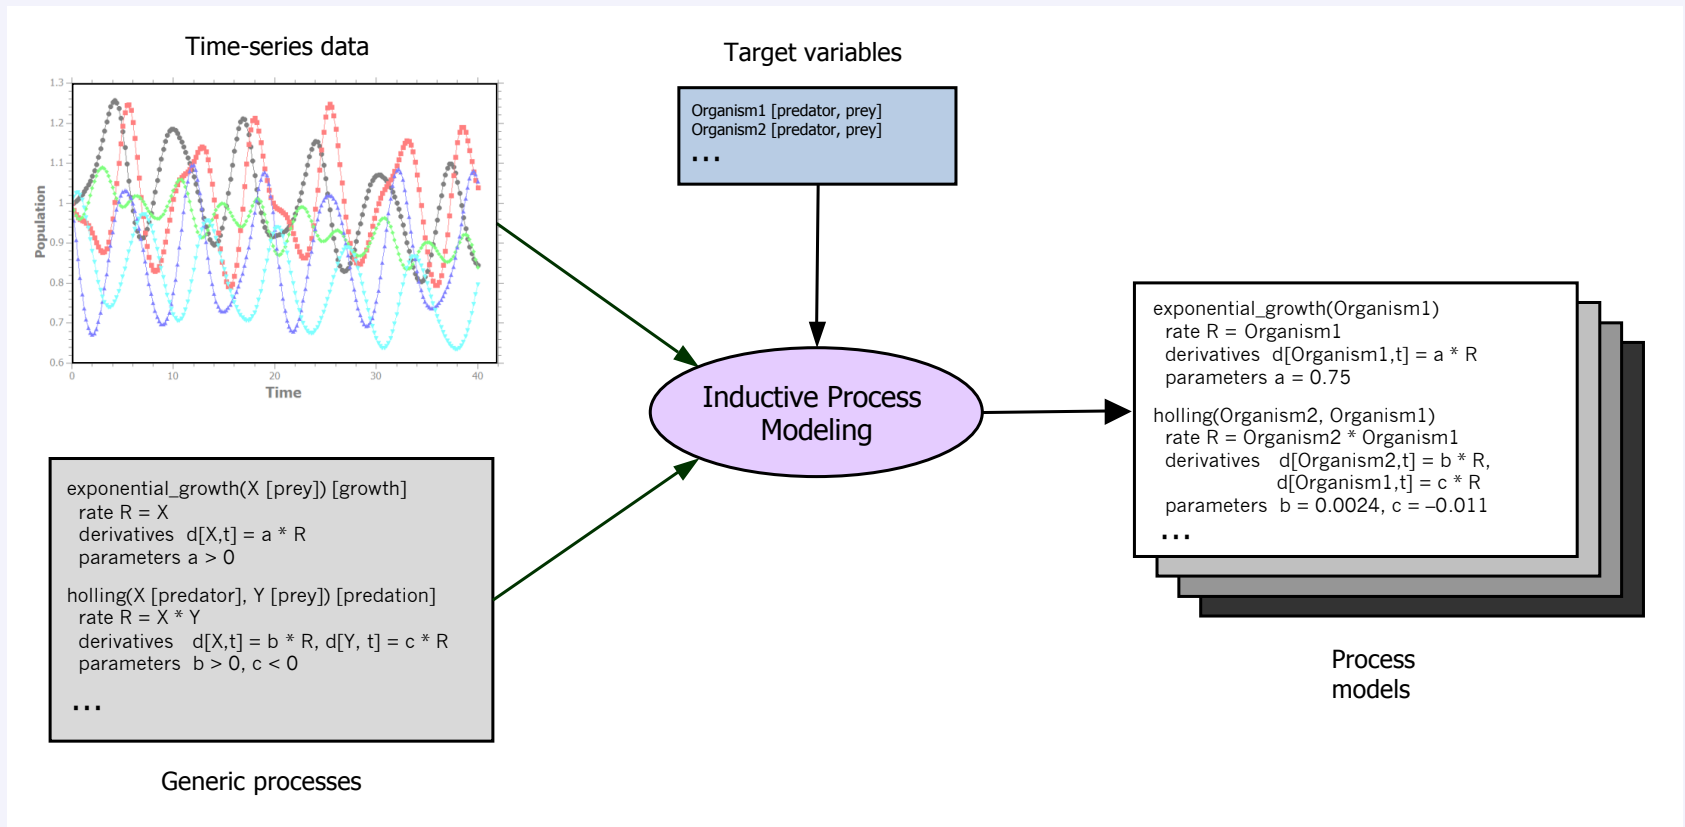 Time-series data
1.3
1.2
1.1
1
0.9
0.8
0.7
0.6
Population
0
10
20
30
40
Time
Target variables
Organism1 [predator, prey]
Organism2 [predator, prey]
...
Inductive Process
Modeling
exponential_growth(X [prey]) [growth]
rate R = X
derivatives d[X,t] = a * R
parameters a > 0
holling(X [predator], Y [prey]) [predation]
rate R = X * Y
derivatives d[X,t] = b * R, d[Y, t] = c * R
parameters b > 0, c < 0
...
Generic processes
exponential_growth(Organism1)
rate R = Organism1
derivatives d[Organism1,t] = a * R
parameters a = 0.75
holling(Organism2, Organism1)
rate R = Organism2 * Organism1
derivatives d[Organism2,t] = b * R,
d[Organism1,t] = c * R
parameters b = 0.0024, c = –0.011
...
Process
models